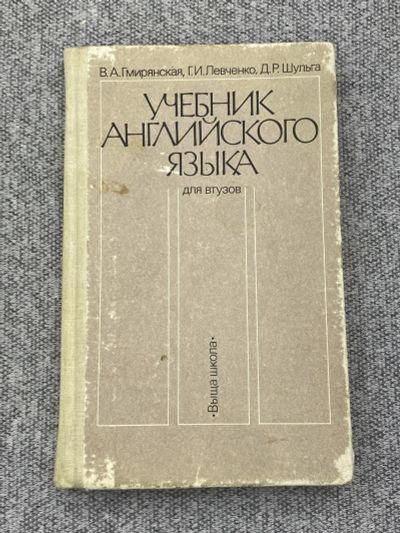 В.А.Гмирянская, Г.И.Левченко, Д.Р.Шульга
УЧЕБНИК
АНГЛИЙСКОГО
ЯЗЫКА
для втузов
•Выща школа•